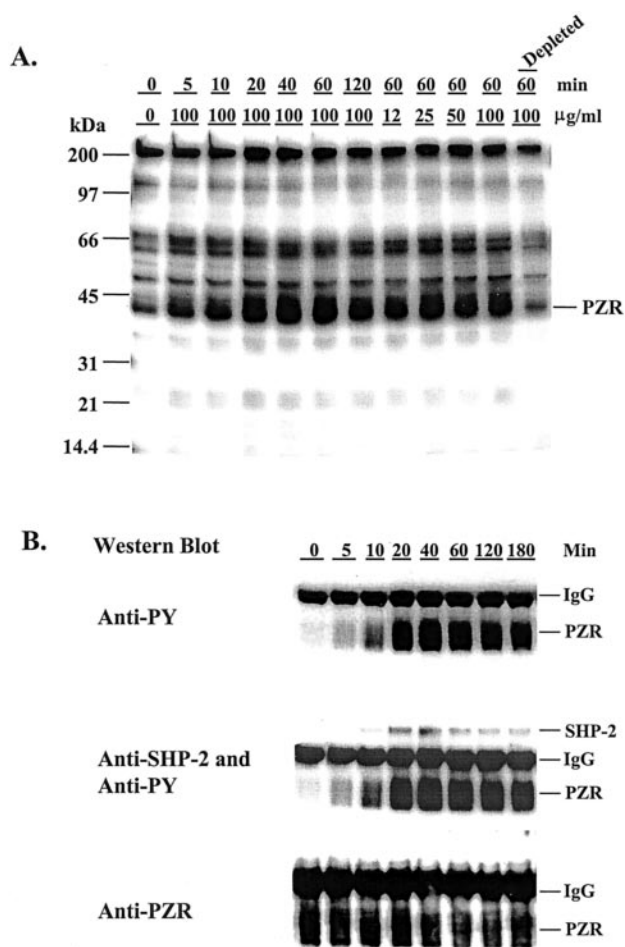 A.
Depleted
0 5 10 20 40 60 120 60 60 60 60 60 min
0 100 100 100 100 100 100 12 25 50 100 100 μg/ml
kDa
200
97
66
45
PZR
31
21
14.4
B. Western Blot 0 5 10 20 40 60 120 180 Min
IgG
Anti-PY
PZR
SHP-2
Anti-SHP-2 and
IgG
Anti-PY
PZR
IgG
Anti-PZR
PZR